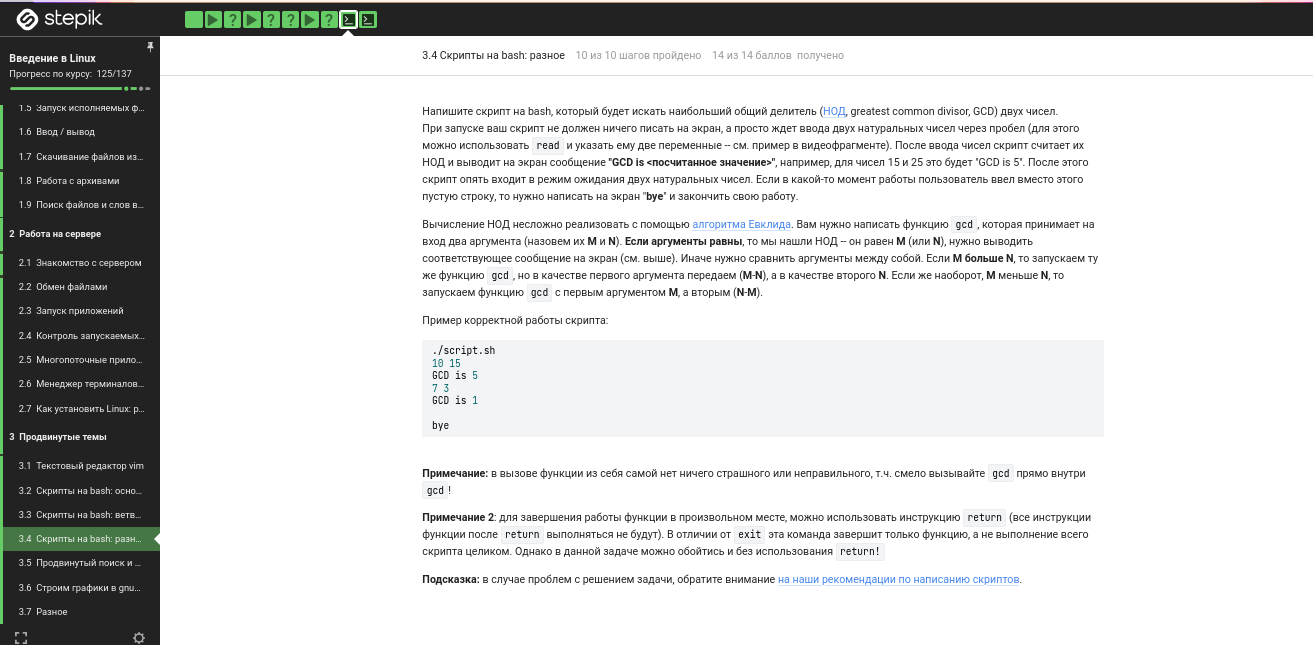 stepik
3.4 Скрипты на bash: разное 10 из 10 шагов пройдено 14 из 14 баллов получено
Введение в Linux
Прогресс по курсу: 125/137
1.5 Запуск исполняемых ф...
1.6 Ввод / вывод
1.7 Скачивание файлов из...
1.8 Работа с архивами
1.9 Поиск файлов и слов в...
2 Работа на сервере
2.1 Знакомство с сервером
2.2 Обмен файлами
2.3 Запуск приложений
2.4 Контроль запускаемых...
2.5 Многопоточные прило...
2.6 Менеджер терминалов...
2.7 Как установить Linux: р...
3 Продвинутые темы
3.1 Текстовый редактор vim
3.2 Скрипты на bash: осно...
3.3 Скрипты на bash: ветв...
3.4 Скрипты на bash: разн...
3.5 Продвинутый поиск и ...
3.6 Строим графики в gnu...
3.7 Разное
Напишите скрипт на bash, который будет искать наибольший общий делитель (НОД, greatest common divisor, GCD) двух чисел.
При запуске ваш скрипт не должен ничего писать на экран, а просто ждет ввода двух натуральных чисел через пробел (для этого
можно использовать read и указать ему две переменные -- см. пример в видеофрагменте). После ввода чисел скрипт считает их
НОД и выводит на экран сообщение "GCD is <посчитанное значение>", например, для чисел 15 и 25 это будет "GCD is 5". После этого
скрипт опять входит в режим ожидания двух натуральных чисел. Если в какой-то момент работы пользователь ввел вместо этого
пустую строку, то нужно написать на экран "bye" и закончить свою работу.
Вычисление НОД несложно реализовать с помощью алгоритма Евклида. Вам нужно написать функцию gcd, которая принимает на
вход два аргумента (назовем их M и N). Если аргументы равны, то мы нашли НОД -- он равен M (или N), нужно выводить
соответствующее сообщение на экран (см. выше). Иначе нужно сравнить аргументы между собой. Если M больше N, то запускаем ту
же функцию gcd, но в качестве первого аргумента передаем (M-N), а в качестве второго N. Если же наоборот, M меньше N, то
запускаем функцию gcd с первым аргументом M, а вторым (N-M).
Пример корректной работы скрипта:
./script.sh
10 15
GCD is 5
7 3
GCD is 1
bye
Примечание: в вызове функции из себя самой нет ничего страшного или неправильного, т.ч. смело вызывайте gcd прямо внутри
gcd!
Примечание 2: для завершения работы функции в произвольном месте, можно использовать инструкцию return (все инструкции
функции после return выполняться не будут). В отличии от exit эта команда завершит только функцию, а не выполнение всего
скрипта целиком. Однако в данной задаче можно обойтись и без использования return!
Подсказка: в случае проблем с решением задачи, обратите внимание на наши рекомендации по написанию скриптов.